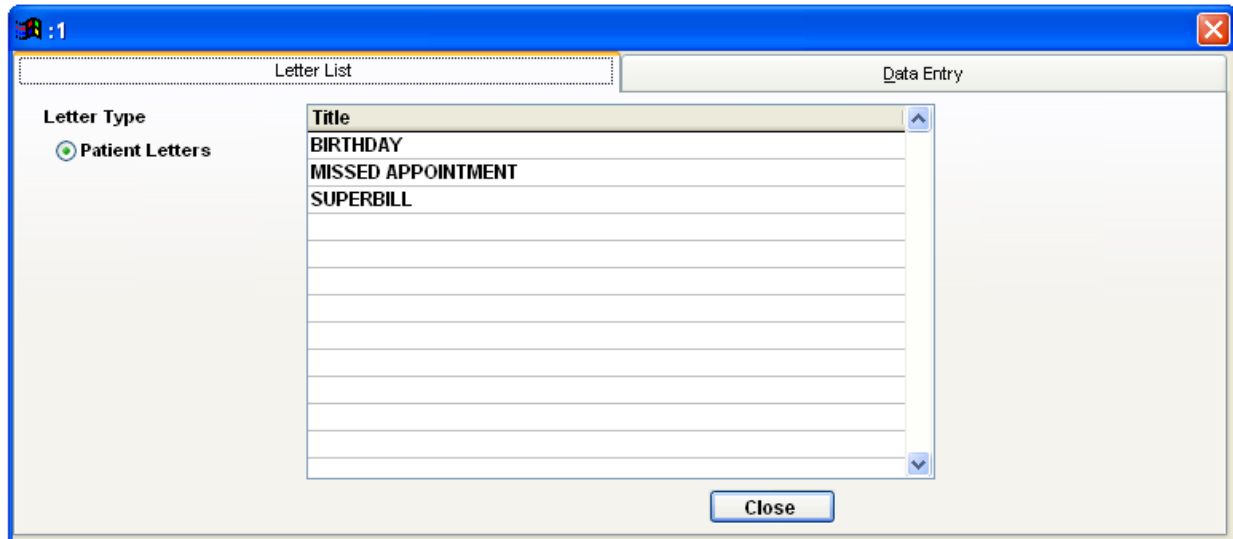 :1
Letter List
Data Entry
Letter Type
Patient Letters
Title
BIRTHDAY
MISSED APPOINTMENT
SUPERBILL
Close